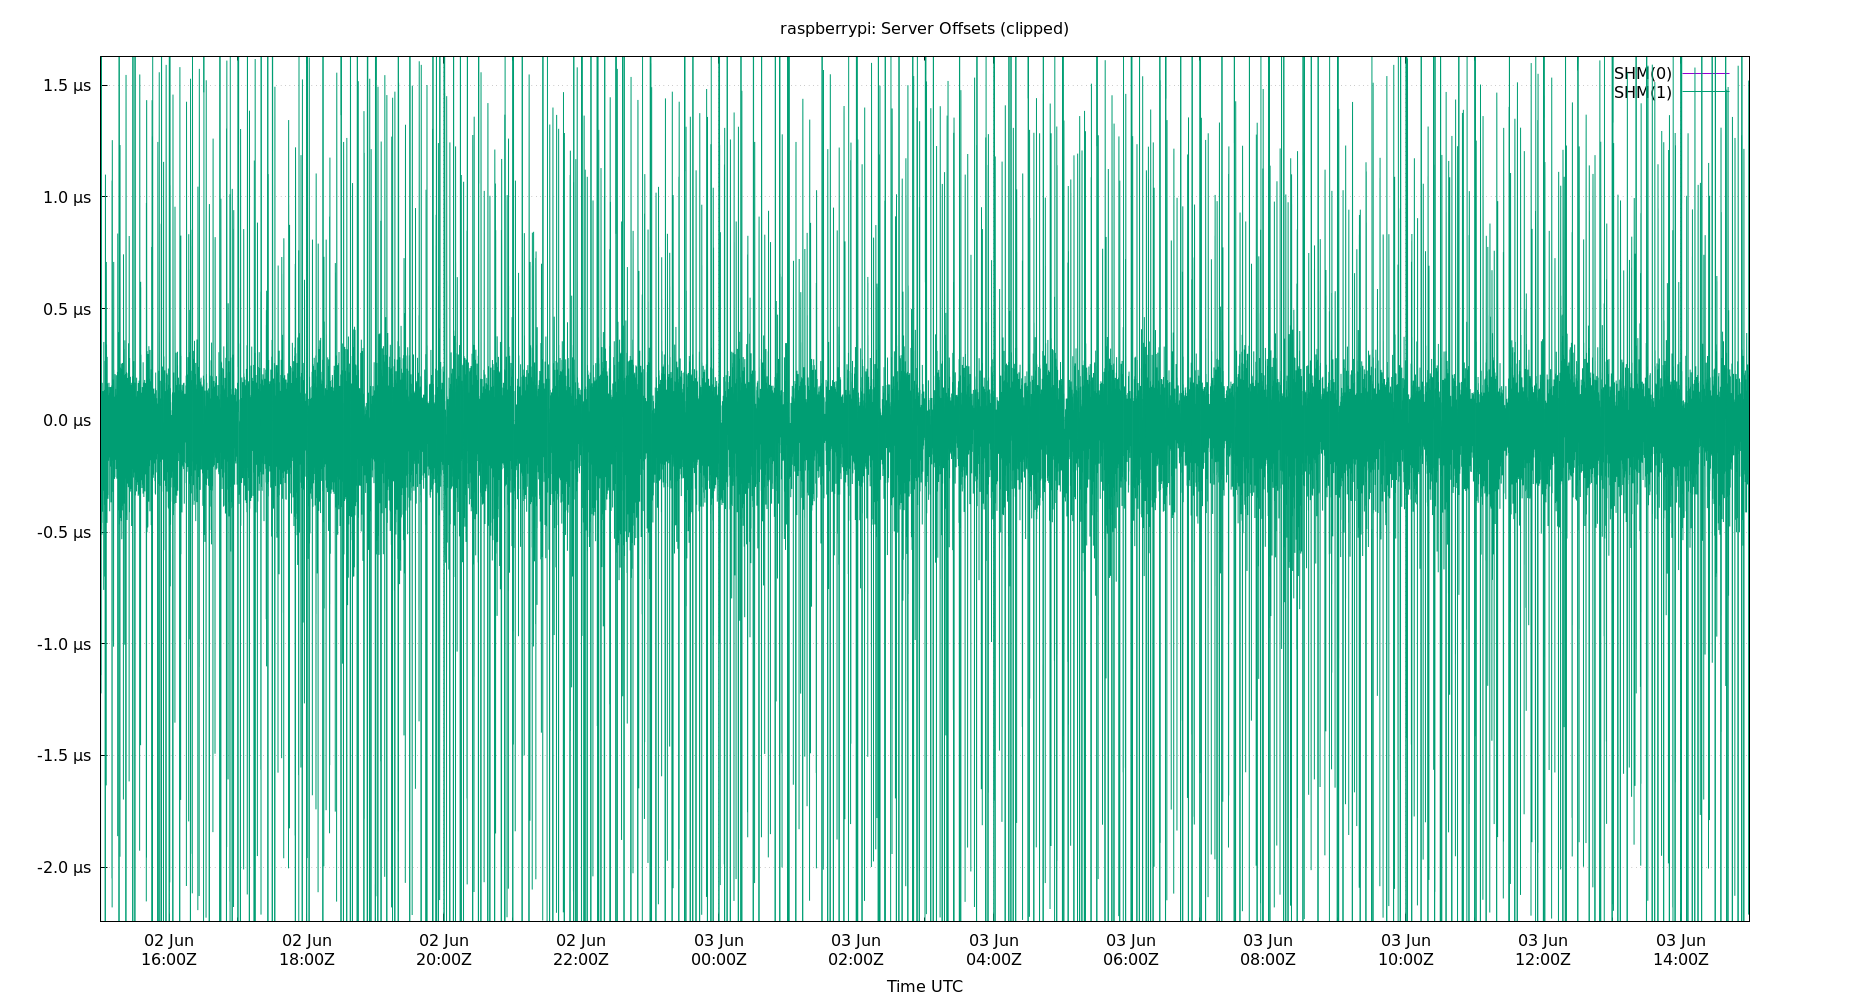 raspberrypi: Server Offsets (clipped)
SHM(0)
SHM(1)
1.5 µs
1.0 µs
0.5 µs
0.0 µs
-0.5 µs
-1.0 µs
-1.5 µs
-2.0 µs
02 Jun 02 Jun 02 Jun 02 Jun 03 Jun 03 Jun 03 Jun 03 Jun 03 Jun 03 Jun 03 Jun 03 Jun
16:00Z 18:00Z 20:00Z 22:00Z 00:00Z 02:00Z 04:00Z 06:00Z 08:00Z 10:00Z 12:00Z 14:00Z
Time UTC